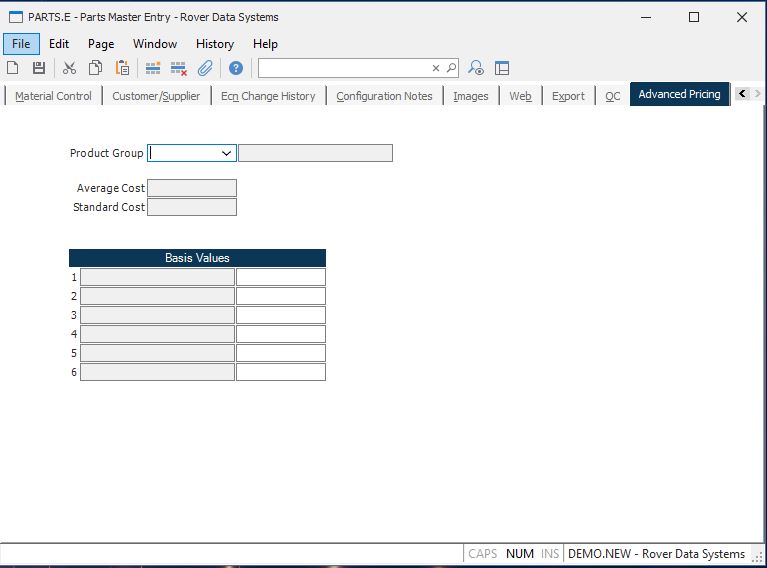 PARTS.E - Parts Master Entry - Rover Data Systems
File Edit Page Window History Help
Material Control Customer/Supplier Ecn Change History Configuration Notes Images Web Export QC Advanced Pricing
Product Group
Average Cost
Standard Cost
Basis Values
1
2
3
4
5
6
CAPS NUM INS DEMO.NEW - Rover Data Systems